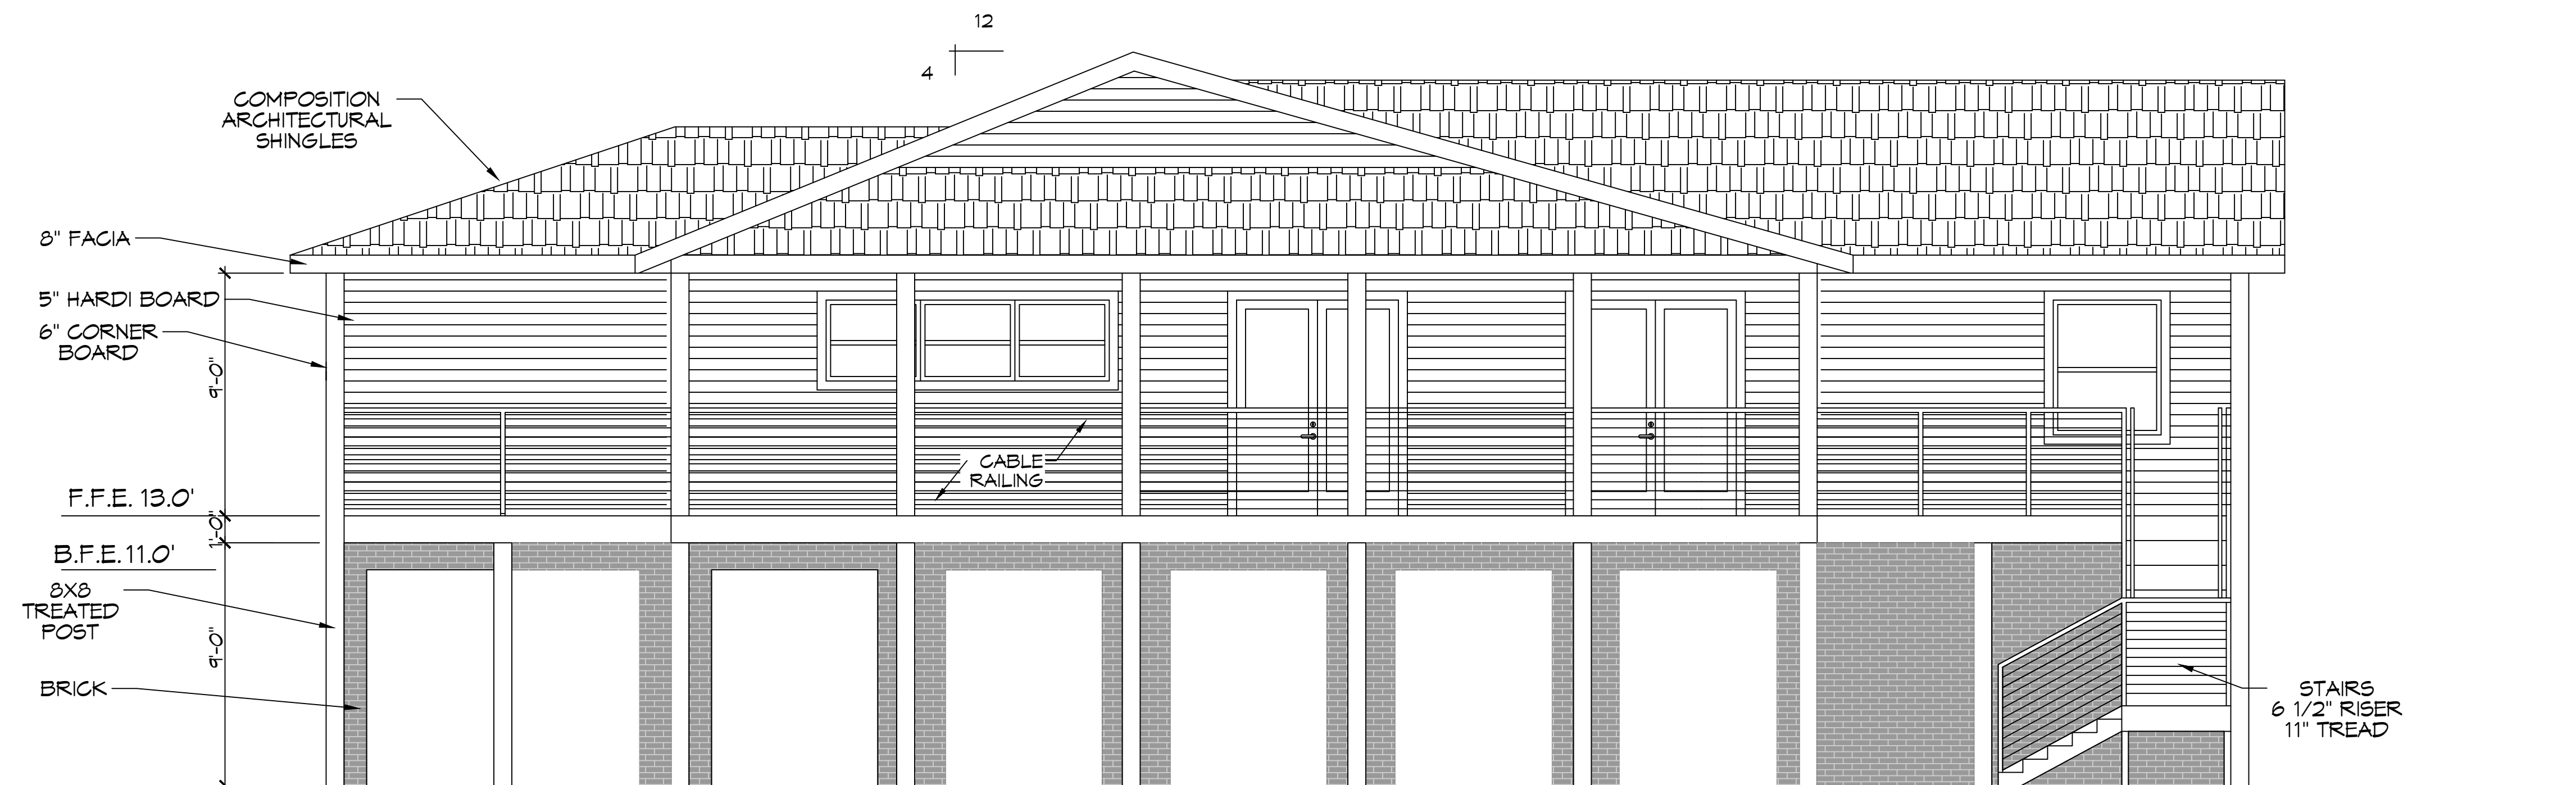 12
4
COMPOSITION
ARCHITECTURAL
SHINGLES
8" FACIA
5" HARDI BOARD
6" CORNER
BOARD
9'-0"
CABLE
RAILING
F.F.E. 13.0'
1'-0"
B.F.E. 11.0'
8X8
TREATED
POST
9'-0"
BRICK
STAIRS
6 1/2" RISER
11" TREAD